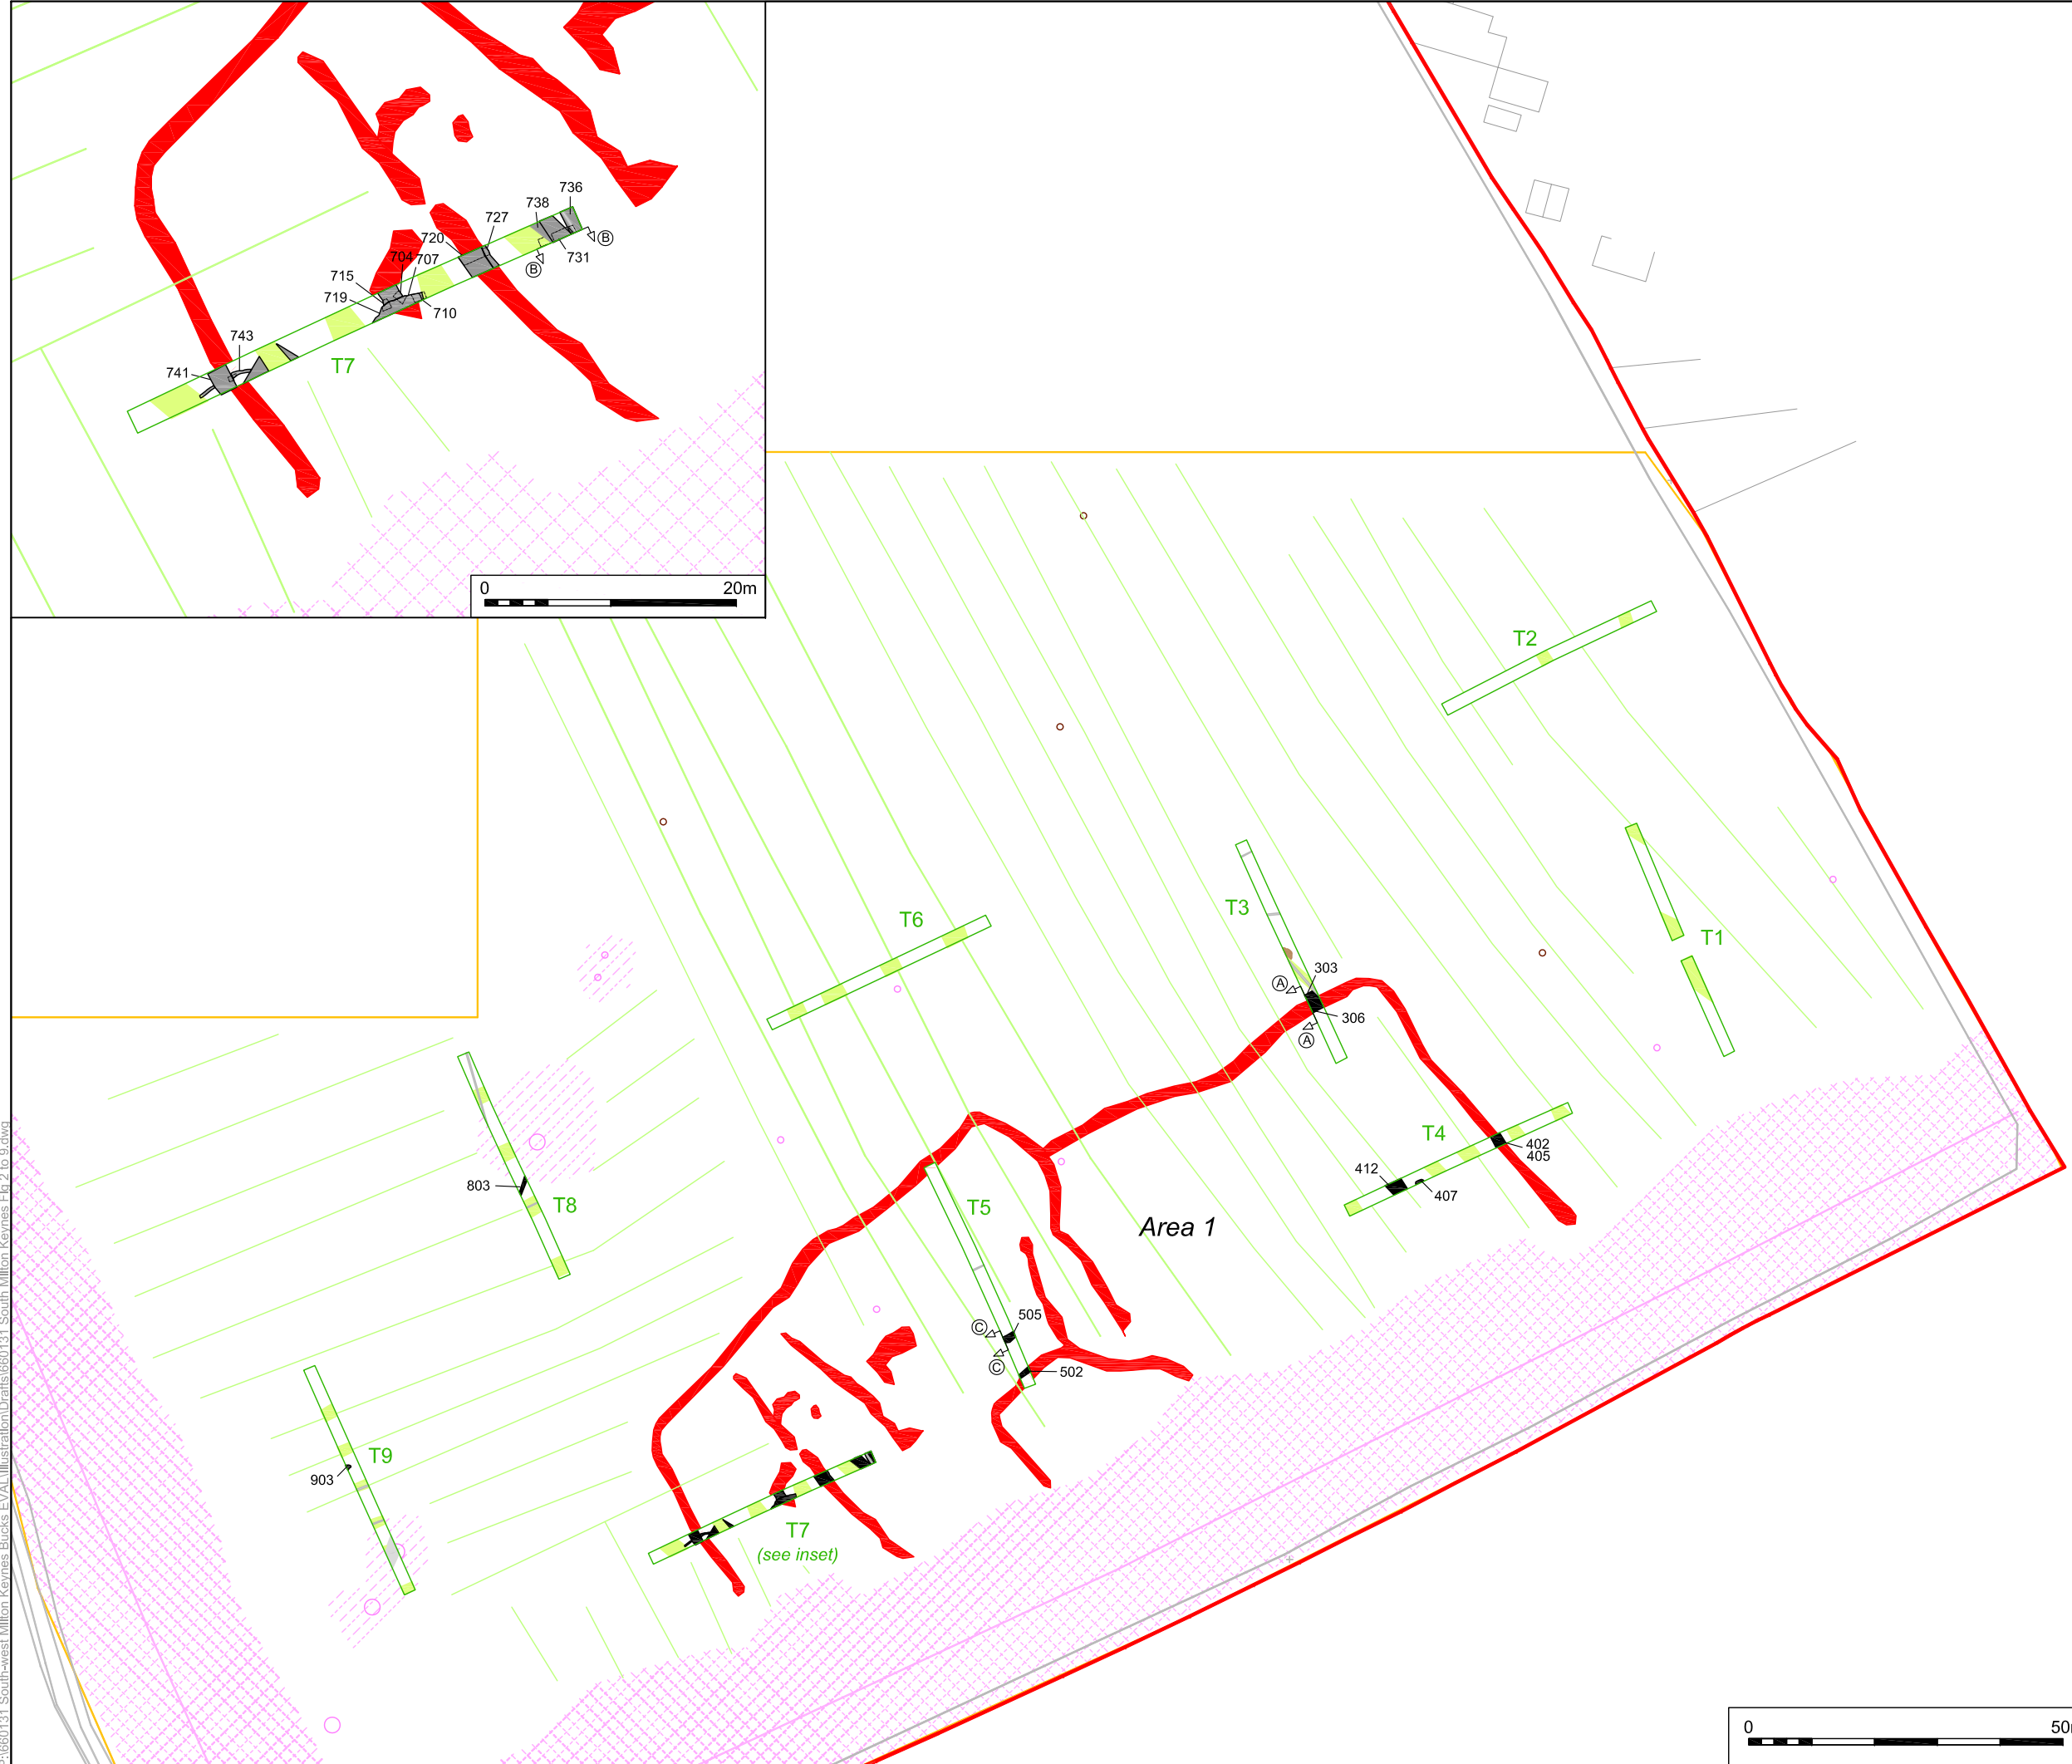 736
738
727
720
B
731
B
704
707
715
719
710
743
T7
741
0 20m
T2
T6
T3
T1
303
A
306
A
T4
402
405
412
407
803
T8
T5
Area 1
C
505
C
502
T9
903
T7
(see inset)
0
P:\660131 South-west Milton Keynes Bucks EVAL\Illustration\Drafts\660131 South Milton Keynes Fig 2 to 9.dwg